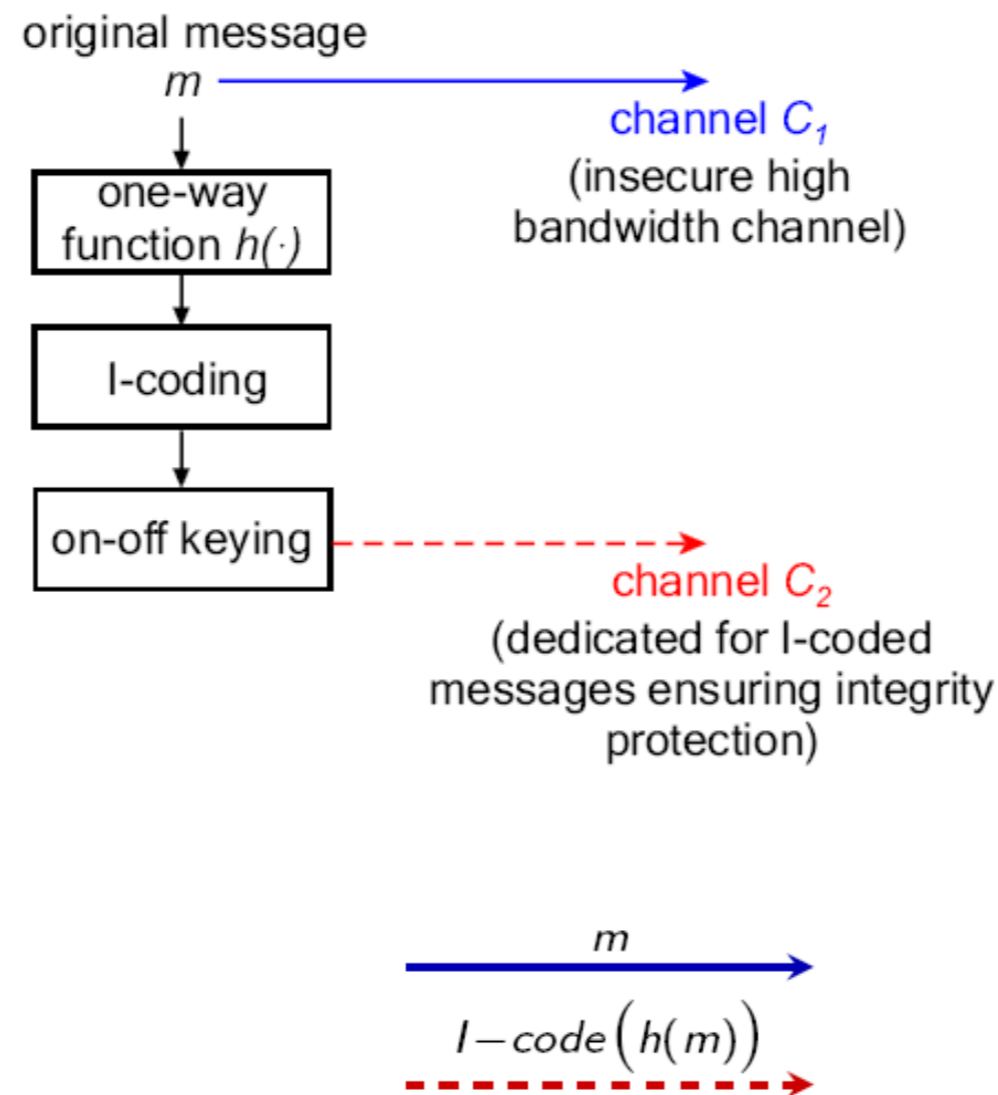 original message
m
channel C₁
(insecure high
bandwidth channel)
one-way
function h(·)
I-coding
on-off keying
channel C₂
(dedicated for I-coded
messages ensuring integrity
protection)
m
I−code(h(m))